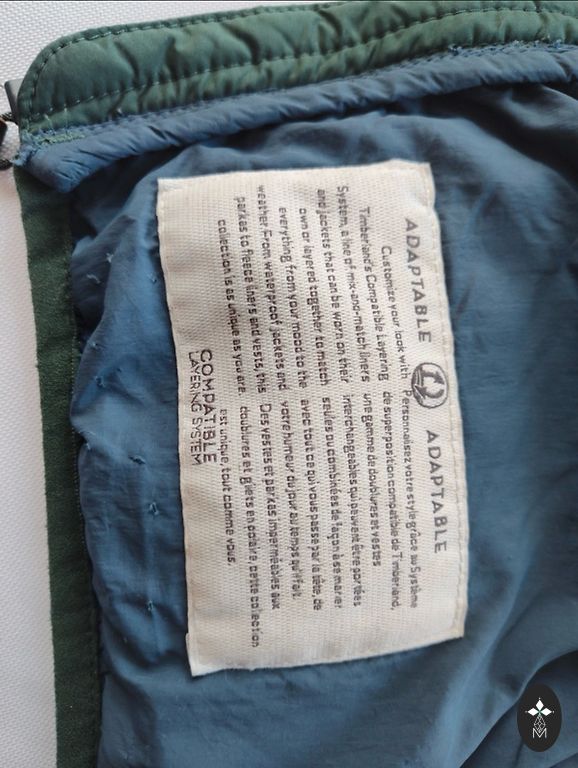 ADAPTABLE ADAPTABLE
Customize your look with
Timberland's Compatible Layering
System, a line of mix-and-match liners
and jackets that can be worn on their
own or layered together to match
everything from your mood to the
weather. From waterproof jackets and
parkas to fleece liners and vests, this
collection is as unique as you are.
Personnalisez votre style grâce au Système
de superposition compatible de Timberland,
une gamme de doublures et vestes
interchangeables qui peuvent être portées
seules ou combinées de façon à se marier
avec tout ce qui vous passe par la tête, de
votre humeur du jour au temps qu'il fait.
Des vestes et parkas imperméables aux
doublures et gilets en polaire, cette collection
est unique, tout comme vous.
COMPATIBLE
LAYERING SYSTEM
M